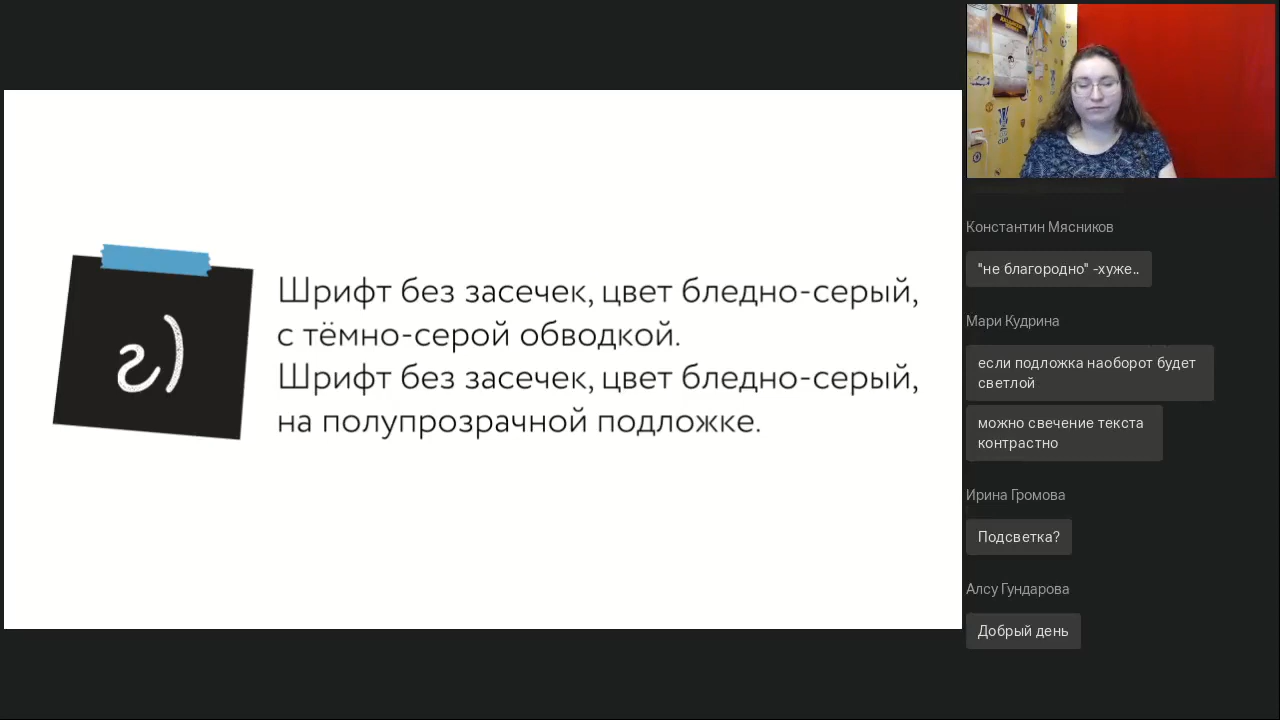 г)
Шрифт без засечек, цвет бледно-серый,
с тёмно-серой обводкой.
Шрифт без засечек, цвет бледно-серый,
на полупрозрачной подложке.
CUP
Константин Мясников
"не благородно" -хуже..
Мари Кудрина
если подложка наоборот будет
светлой
можно свечение текста
контрастно
Ирина Громова
Подсветка?
Алсу Гундарова
Добрый день